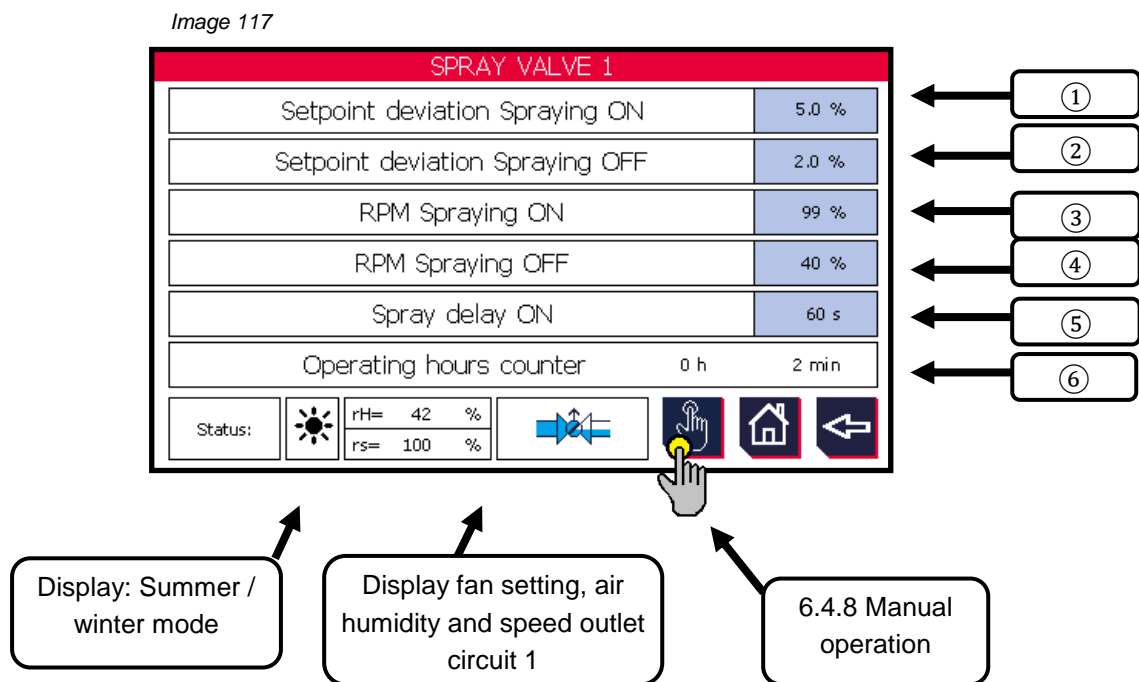 Image 117
SPRAY VALVE 1
Setpoint deviation Spraying ON 5.0 % ①
Setpoint deviation Spraying OFF 2.0 % ②
RPM Spraying ON 99 % ③
RPM Spraying OFF 40 % ④
Spray delay ON 60 s ⑤
Operating hours counter 0 h 2 min ⑥
Status:
rH= 42 %
rs= 100 %
Display: Summer /
winter mode
Display fan setting, air
humidity and speed outlet
circuit 1
6.4.8 Manual
operation